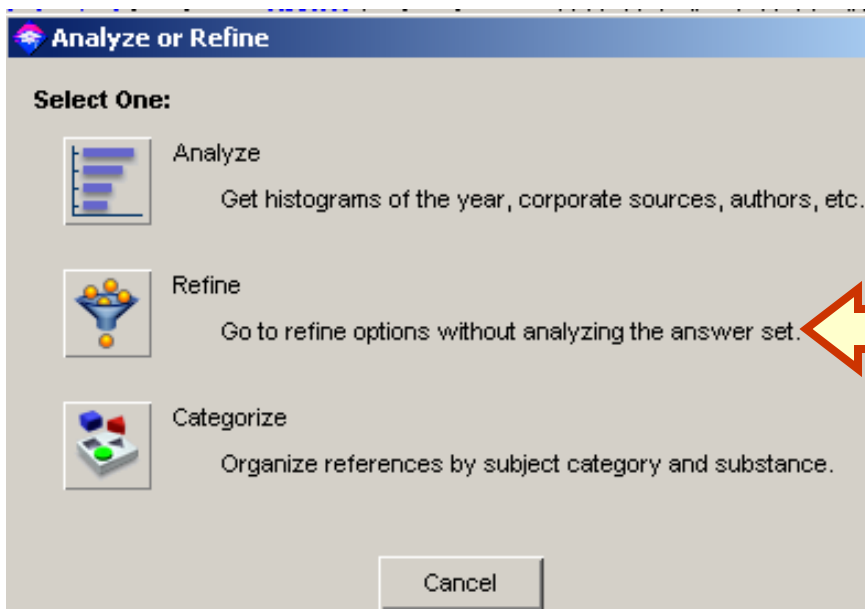 Analyze or Refine
Select One:
Analyze
Get histograms of the year, corporate sources, authors, etc.
Refine
Go to refine options without analyzing the answer set.
Categorize
Organize references by subject category and substance.
Cancel